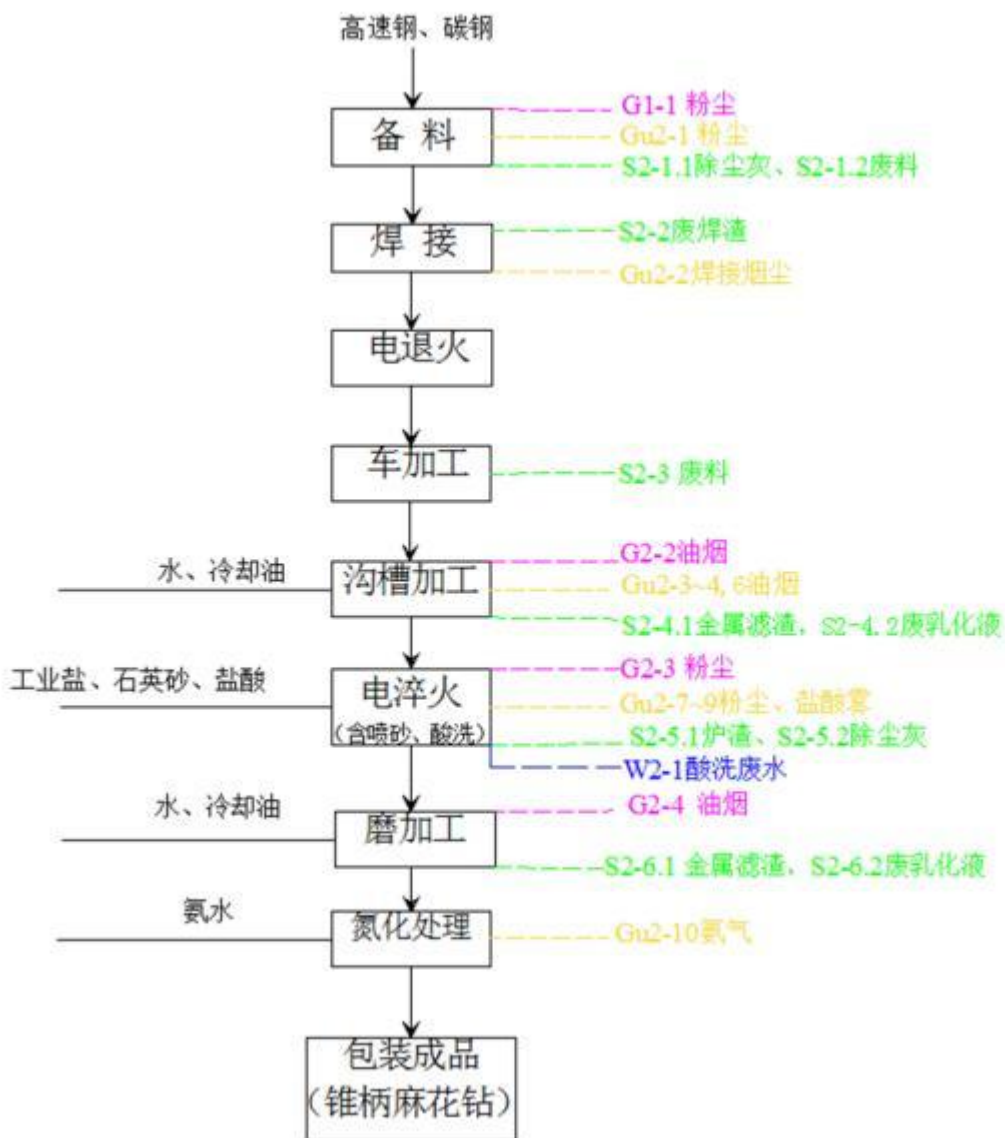 高速钢、碳钢
G1-1 粉尘
备 料
Gu2-1 粉尘
S2-1.1除尘灰、S2-1.2废料
S2-2废焊渣
焊 接
Gu2-2焊接烟尘
电退火
车加工
S2-3 废料
G2-2油烟
水、冷却油
沟槽加工
Gu2-3~4, 6油烟
S2-4.1金属滤渣、S2-4.2废乳化液
G2-3 粉尘
工业盐、石英砂、盐酸
电淬火
(含喷砂、酸洗)
Gu2-7~9粉尘、盐酸雾
S2-5.1炉渣、S2-5.2除尘灰
W2-1酸洗废水
G2-4 油烟
水、冷却油
磨加工
S2-6.1 金属滤渣、S2-6.2废乳化液
氨水
氮化处理
Gu2-10氨气
包装成品
(锥柄麻花钻)